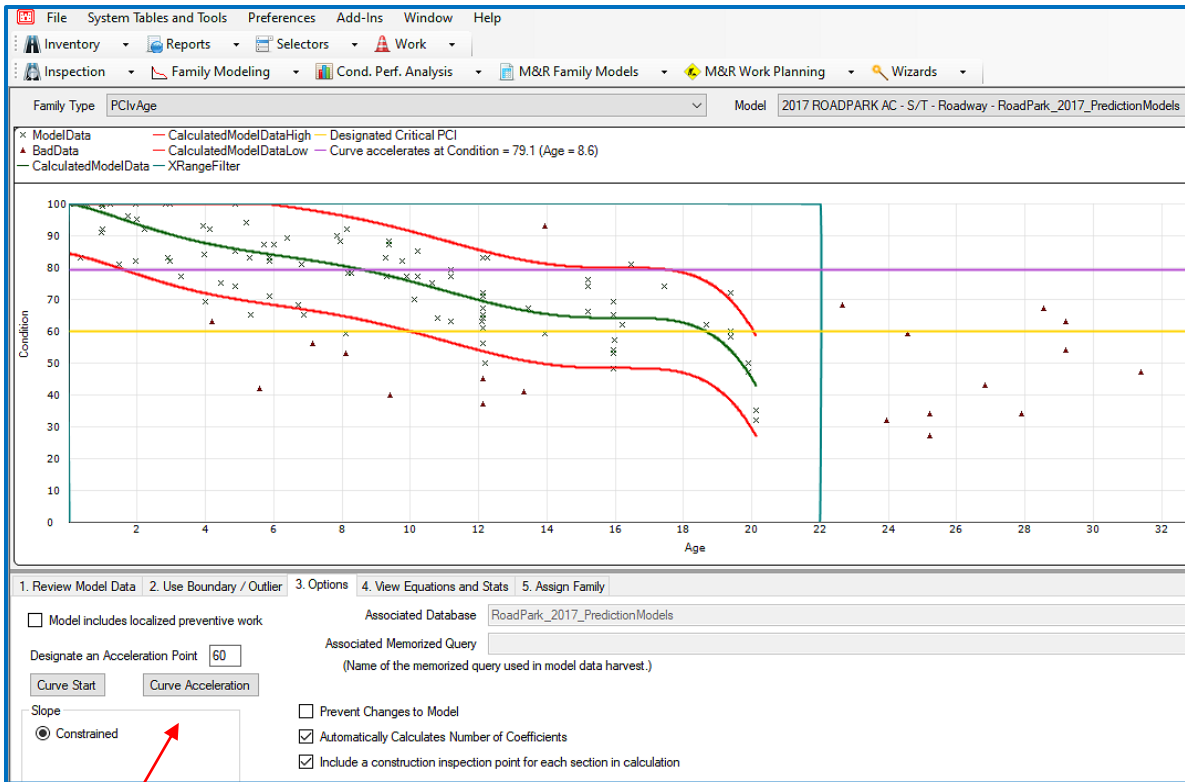 File System Tables and Tools Preferences Add-Ins Window Help
Inventory Reports Selectors Work
Inspection Family Modeling Cond. Perf. Analysis M&R Family Models M&R Work Planning Wizards
Family Type PCIvAge Model 2017 ROADPARK AC - S/T - Roadway - RoadPark_2017_PredictionModels
ModelData CalculatedModelDataHigh Designated Critical PCI
BadData CalculatedModelDataLow Curve accelerates at Condition = 79.1 (Age = 8.6)
CalculatedModelData XRangeFilter
100
90
80
70
60
50
40
30
20
10
0
Condition
2 4 6 8 10 12 14 16 18 20 22 24 26 28 30 32
Age
1. Review Model Data 2. Use Boundary / Outlier 3. Options 4. View Equations and Stats 5. Assign Family
Model includes localized preventive work Associated Database RoadPark_2017_PredictionModels
Associated Memorized Query
Designate an Acceleration Point 60 (Name of the memorized query used in model data harvest.)
Curve Start Curve Acceleration
Slope Prevent Changes to Model
Constrained Automatically Calculates Number of Coefficients
Include a construction inspection point for each section in calculation